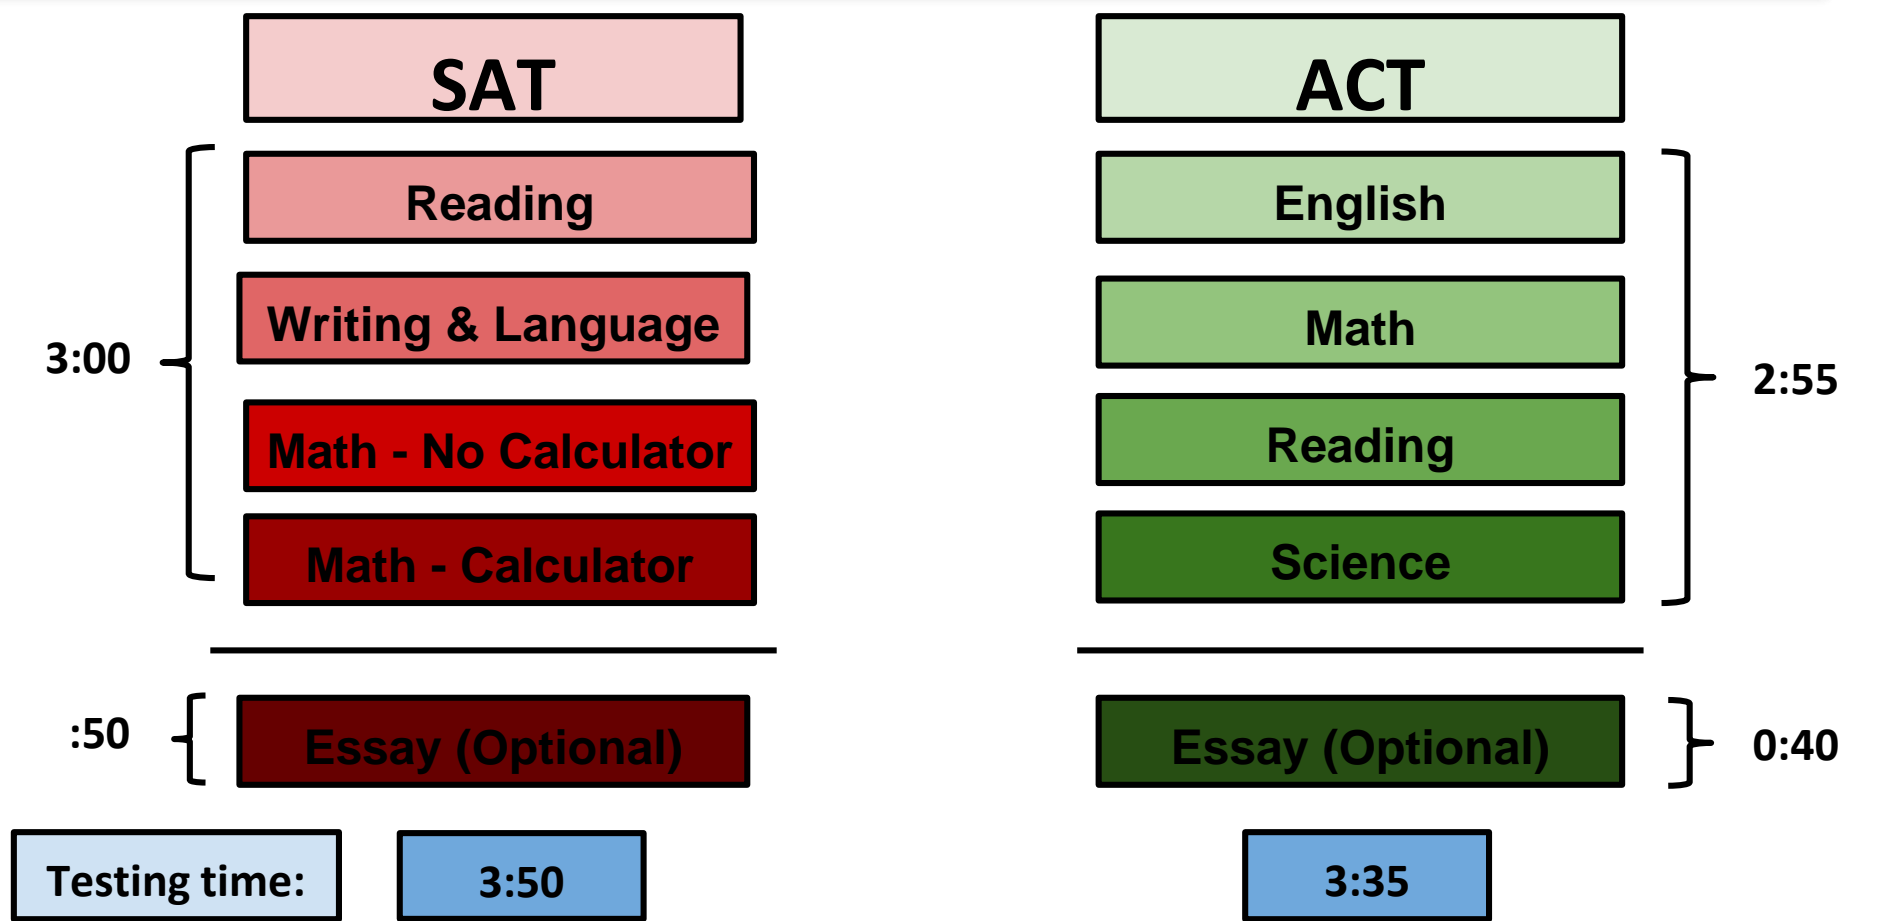 SAT
ACT
Reading
English
Writing & Language
Math
3:00
2:55
Math - No Calculator
Reading
Math - Calculator
Science
:50
Essay (Optional)
Essay (Optional)
0:40
Testing time:
3:50
3:35